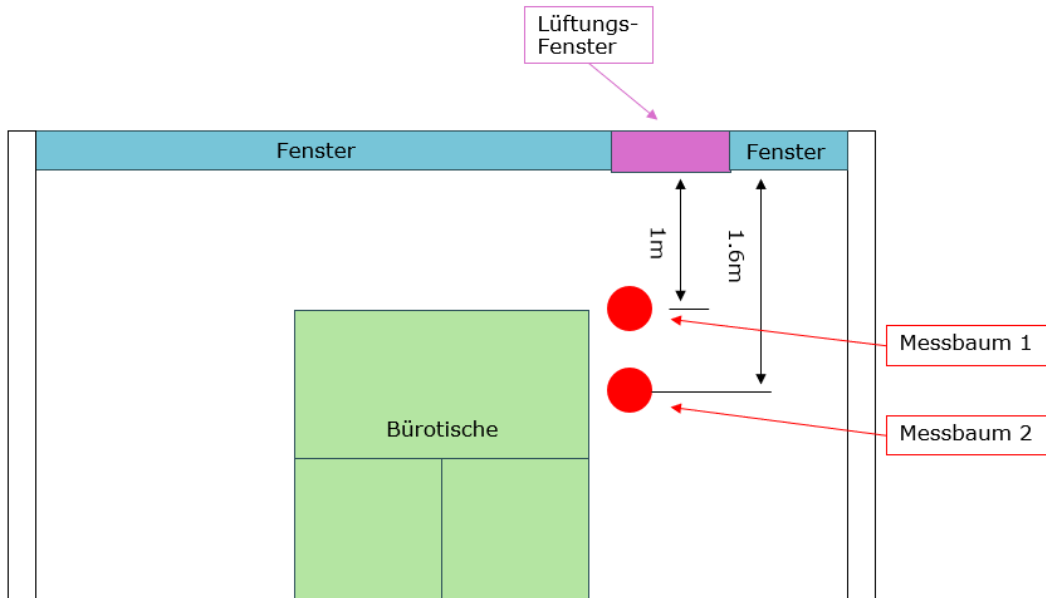 Lüftungs-
Fenster
Fenster
Fenster
1m
1.6m
Messbaum 1
Messbaum 2
Bürotische